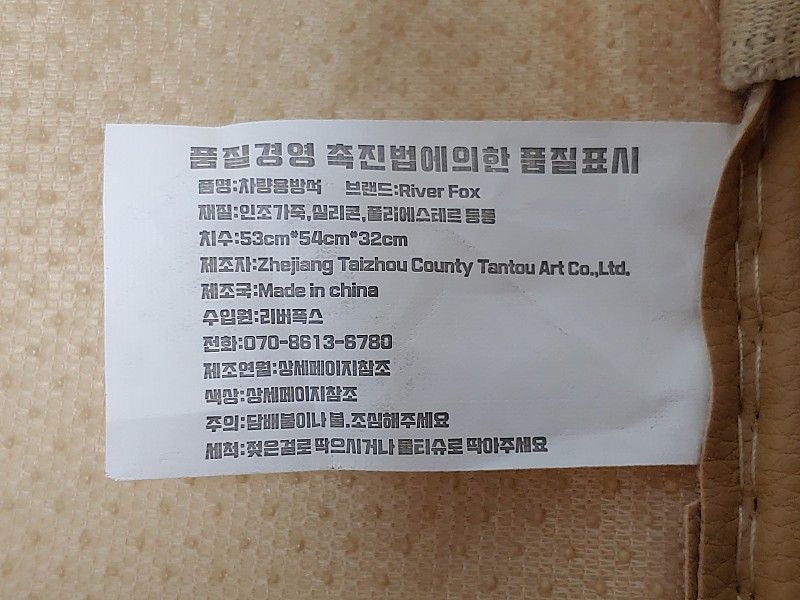 품질경영 촉진법에의한 품질표시
품명:차량용방석 브랜드:River Fox
재질:인조가죽,실리콘,폴리에스테르 등등
치수:53cm*54cm*32cm
제조자:Zhejiang Taizhou County Tantou Art Co.,Ltd.
제조국:Made in china
수입원:리버폭스
전화:070-8613-6780
제조연월:상세페이지참조
색상:상세페이지참조
주의:담배불이나 불.조심해주세요
세척:젖은걸로 딱으시거나 물티슈로 딱아주세요